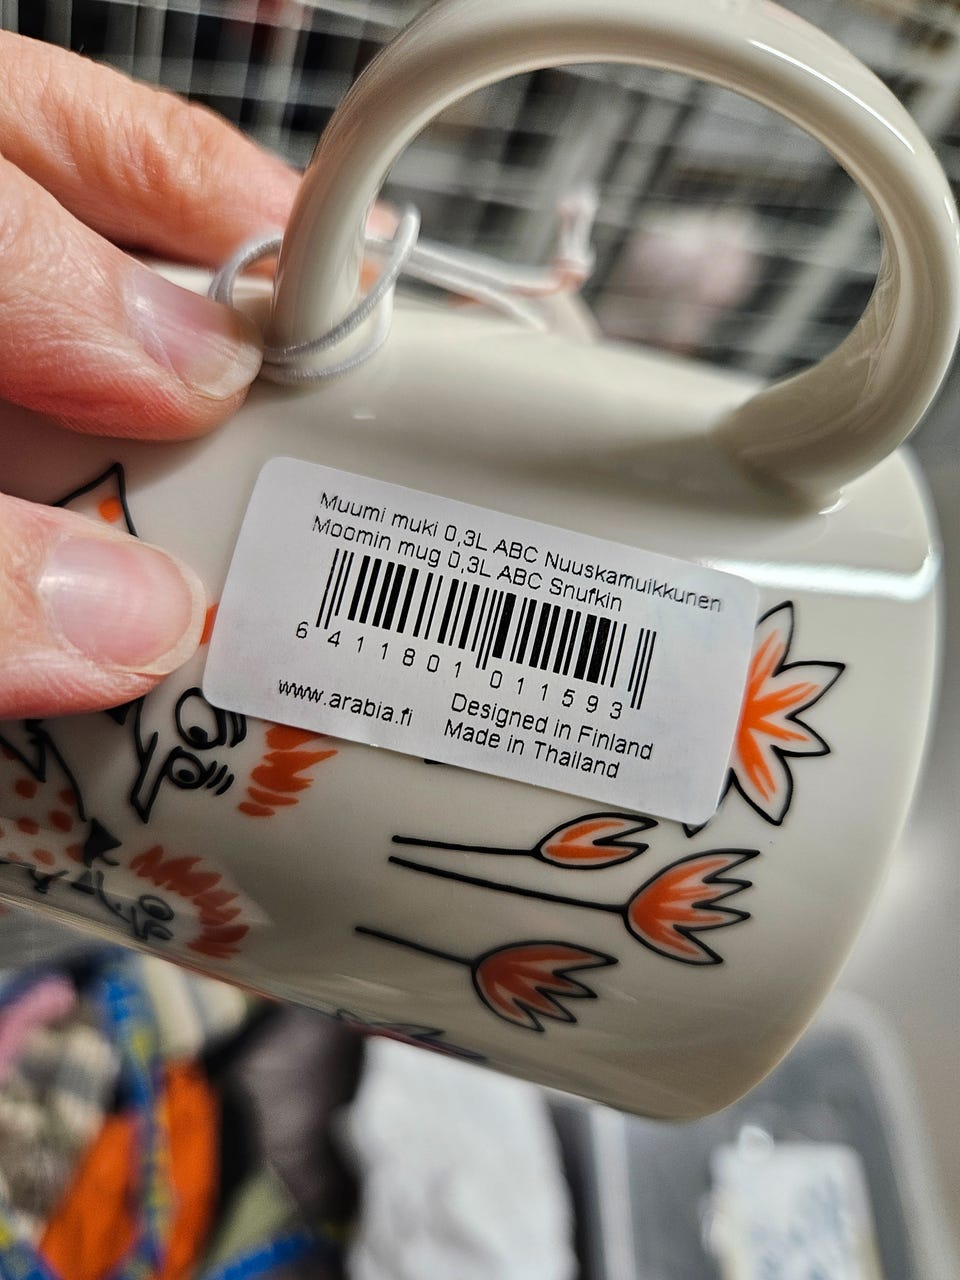 Muumi muki 0,3L ABC Nuuskamuikkunen
Moomin mug 0,3L ABC Snufkin
6 411801 011593
www.arabia.fi
Designed in Finland
Made in Thailand